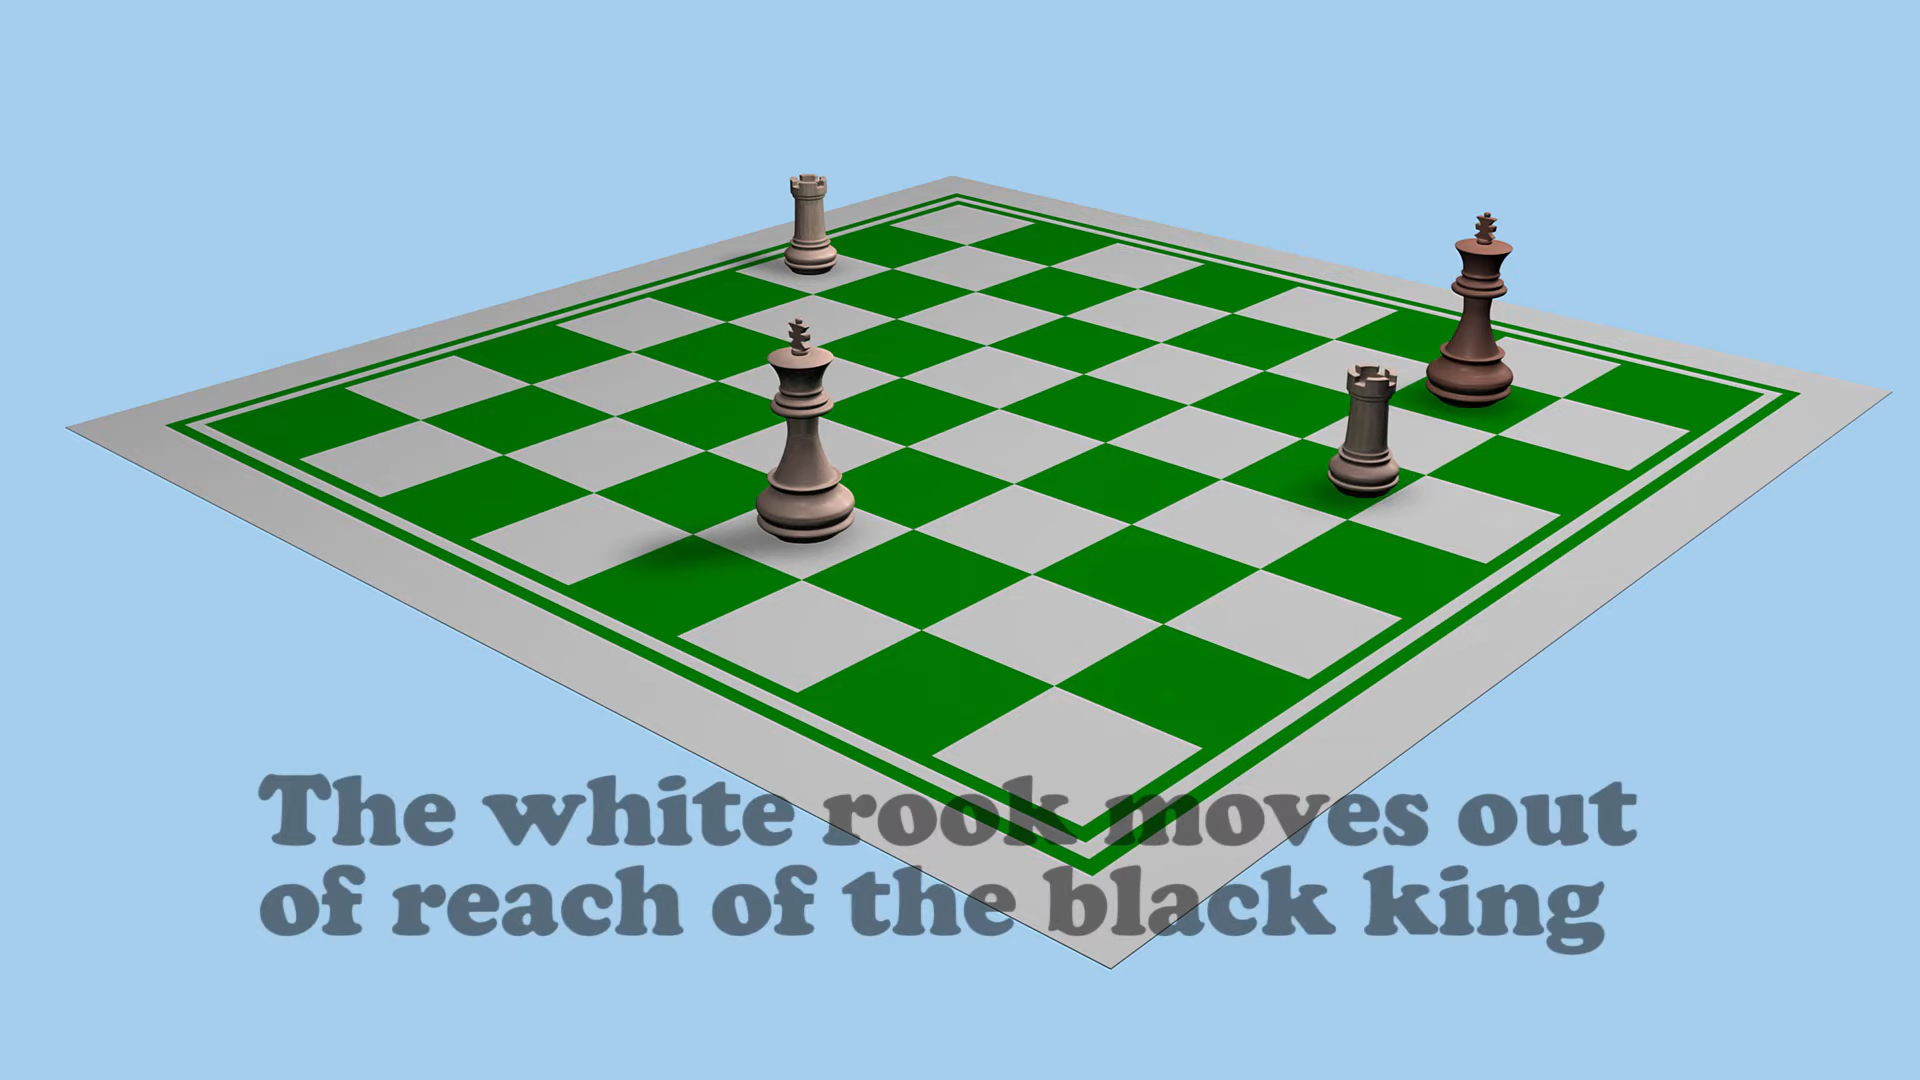 The white rook moves out
of reach of the black king